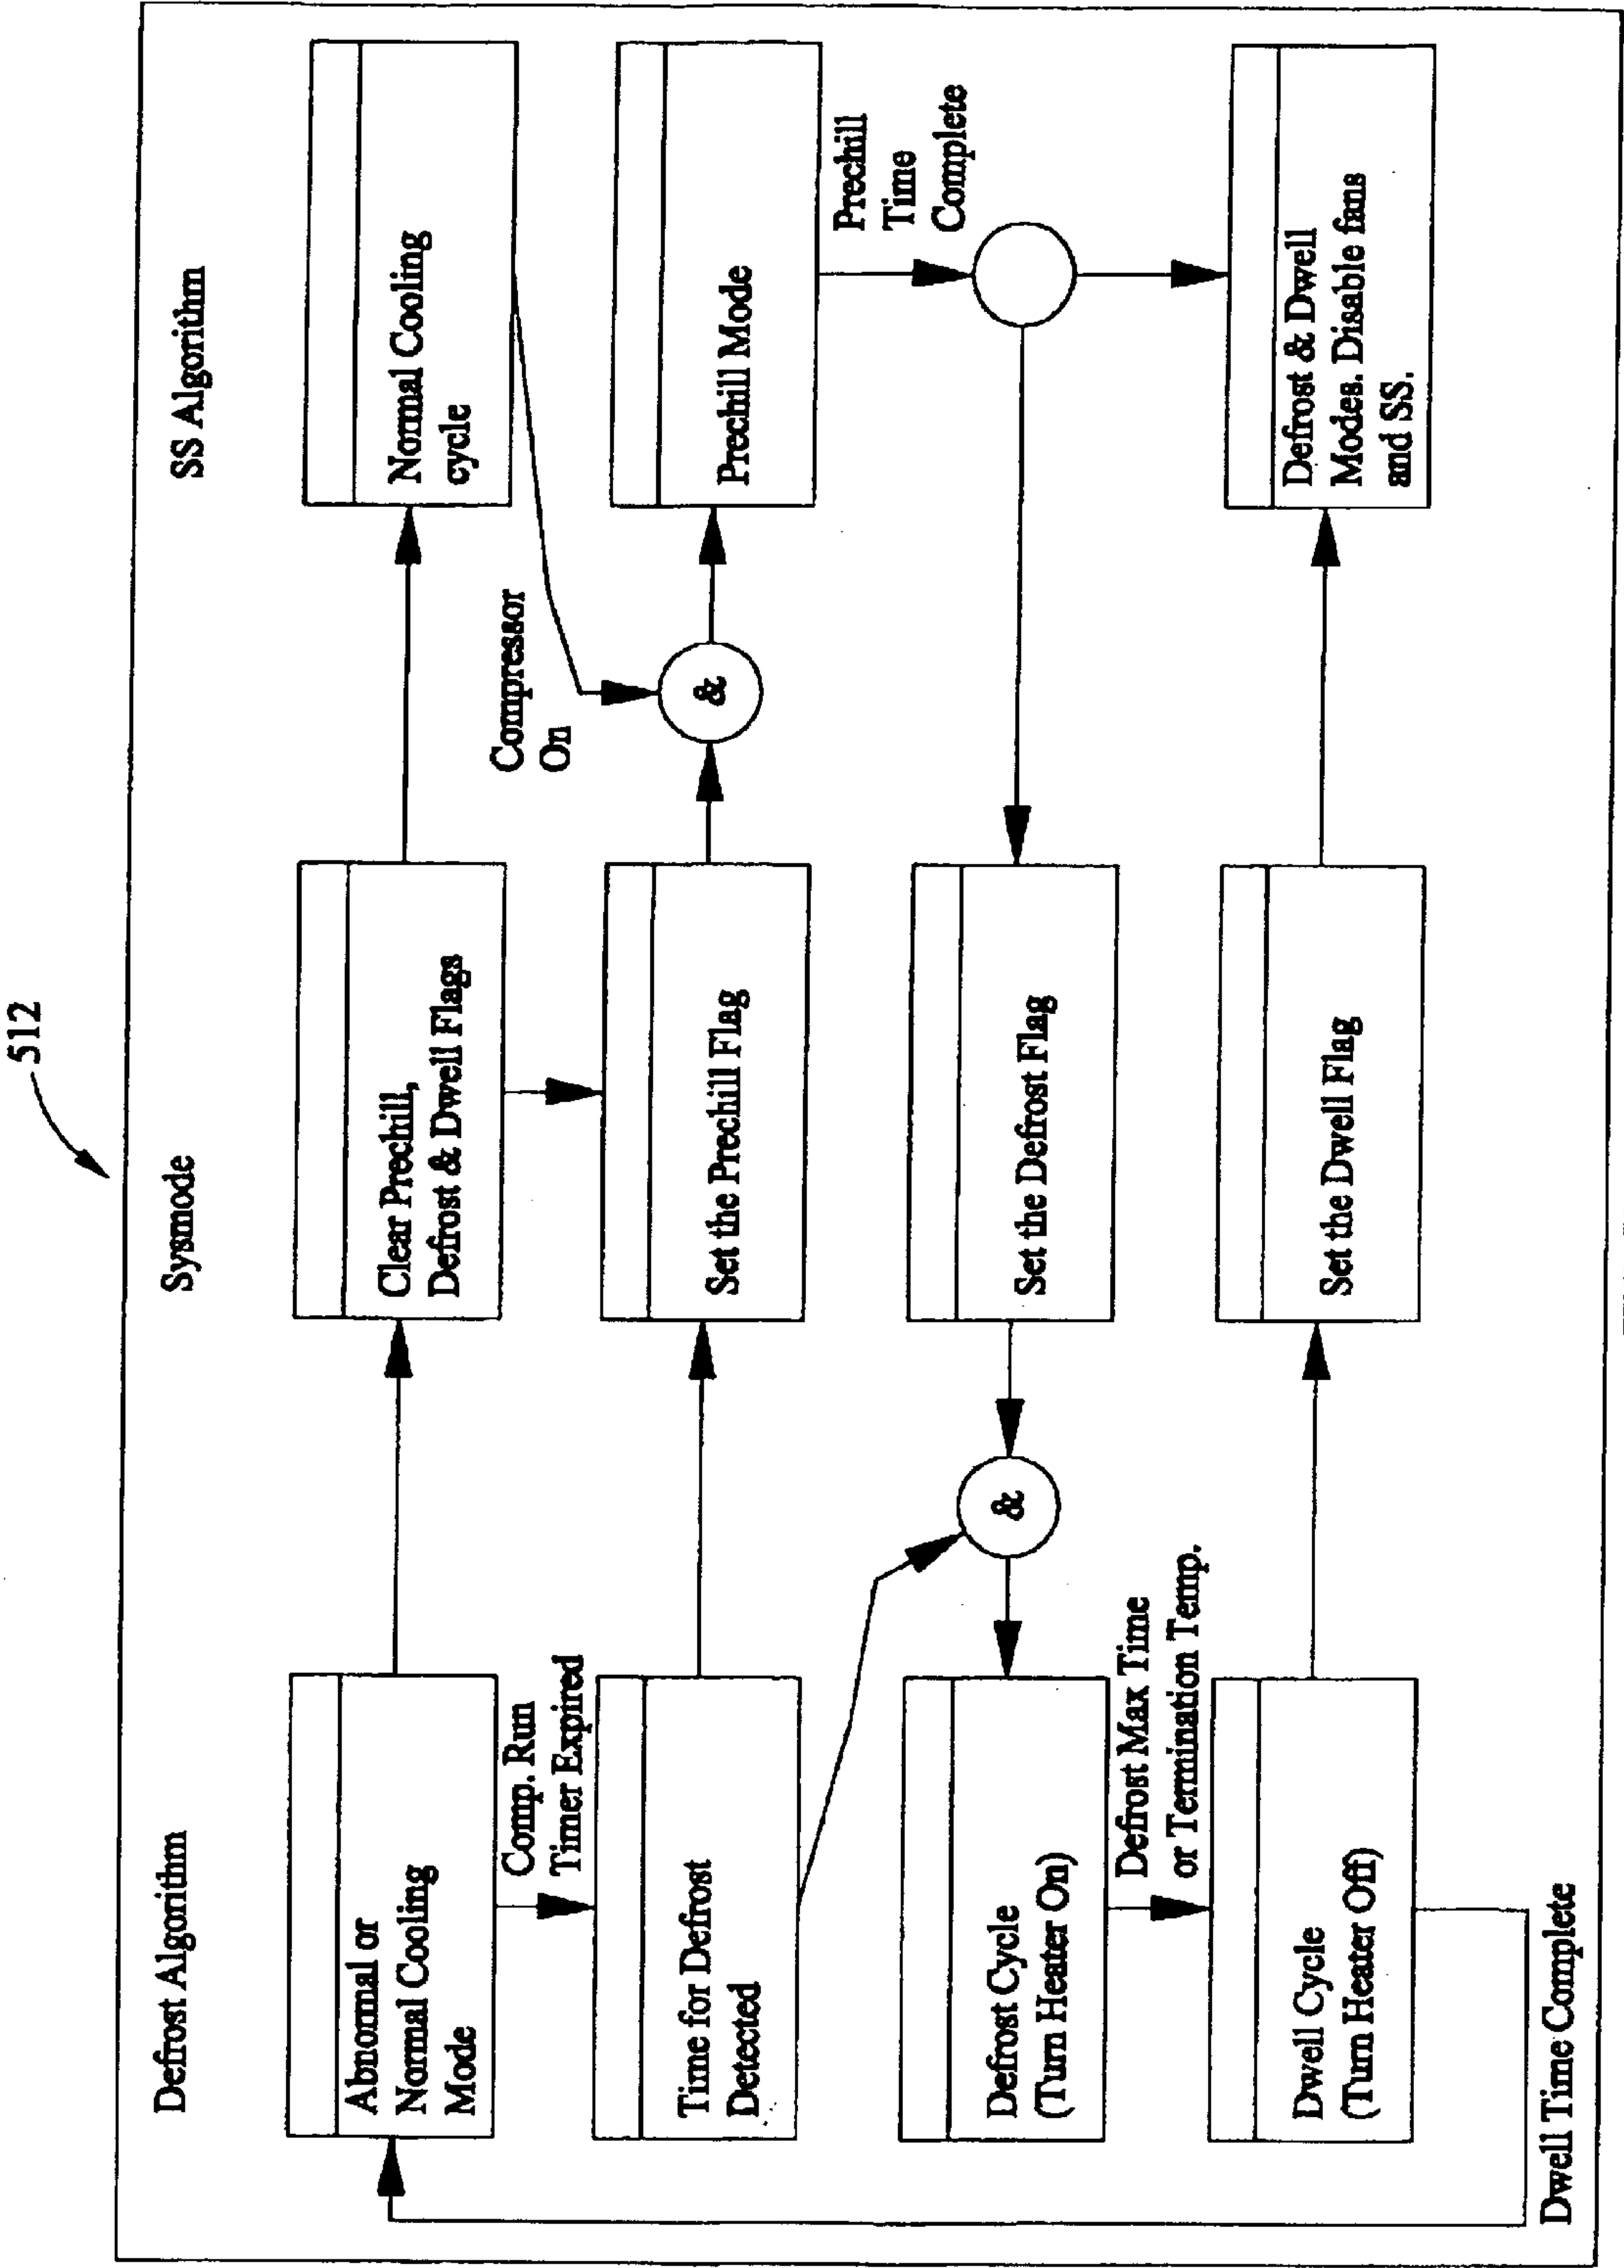 512
Defrost Algorithm
Sysmode
SS Algorithm
Abnormal or
Normal Cooling
Mode
Clear Prechill,
Defrost & Dwell Flags
Normal Cooling
cycle
Comp. Run
Timer Expired
Compressor
On
Time for Defrost
Detected
Set the Prechill Flag
&
Prechill Mode
Prechill
Time
Complete
Defrost Cycle
(Turn Heater On)
&
Set the Defrost Flag
Defrost Max Time
or Termination Temp.
Dwell Cycle
(Turn Heater Off)
Set the Dwell Flag
Defrost & Dwell
Modes. Disable fans
and SS.
Dwell Time Complete